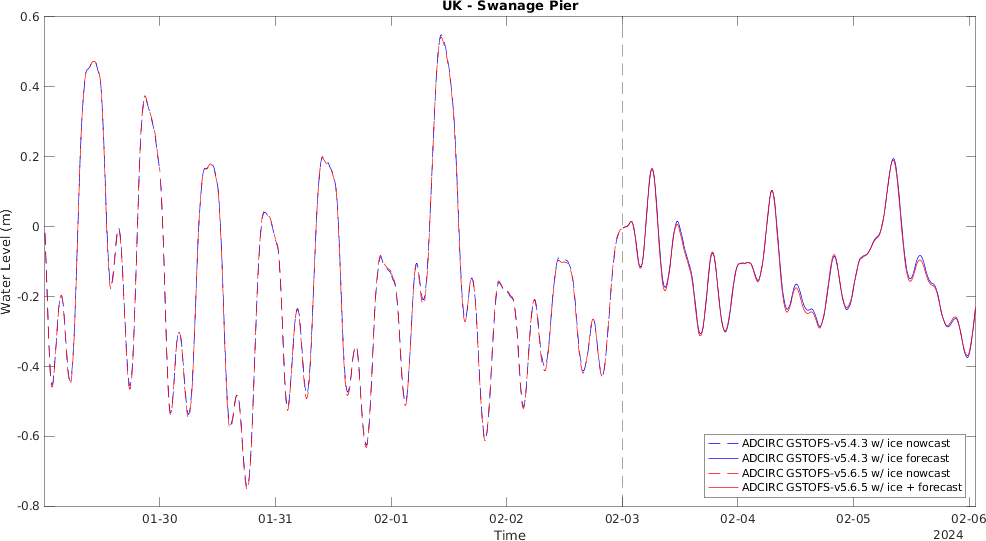 UK - Swanage Pier
0.6
0.4
0.2
0
-0.2
-0.4
-0.6
-0.8
Water Level (m)
ADCIRC GSTOFS-v5.4.3 w/ ice nowcast
ADCIRC GSTOFS-v5.4.3 w/ ice forecast
ADCIRC GSTOFS-v5.6.5 w/ ice nowcast
ADCIRC GSTOFS-v5.6.5 w/ ice + forecast
01-30 01-31 02-01 02-02 02-03 02-04 02-05 02-06
Time
2024